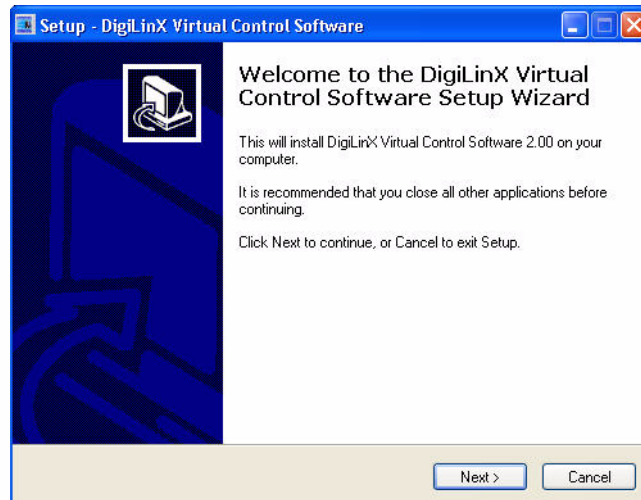 Setup - DigiLinX Virtual Control Software
Welcome to the DigiLinX Virtual
Control Software Setup Wizard
This will install DigiLinX Virtual Control Software 2.00 on your
computer.
It is recommended that you close all other applications before
continuing.
Click Next to continue, or Cancel to exit Setup.
Next >
Cancel